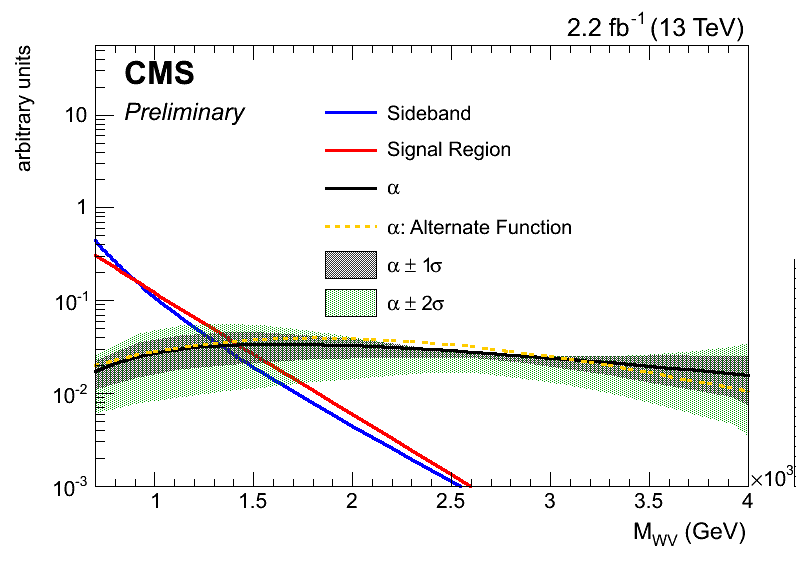 2.2 fb⁻¹ (13 TeV)
arbitrary units
CMS
Preliminary
Sideband
Signal Region
α
α: Alternate Function
α ± 1σ
α ± 2σ
10
1
10⁻¹
10⁻²
10⁻³
1 1.5 2 2.5 3 3.5 4
×10³
M_WV (GeV)